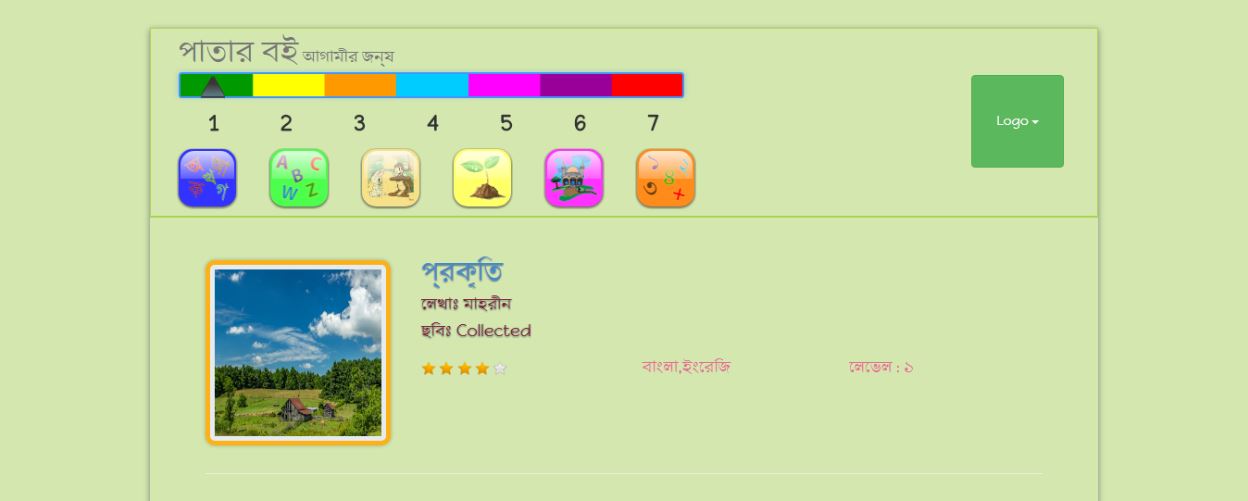 পাতার বই আগামীর জন্য
1 2 3 4 5 6 7
Logo
প্রকৃতি
লেখাঃ মাহরীন
ছবিঃ Collected
বাংলা,ইংরেজি লেভেল : ১